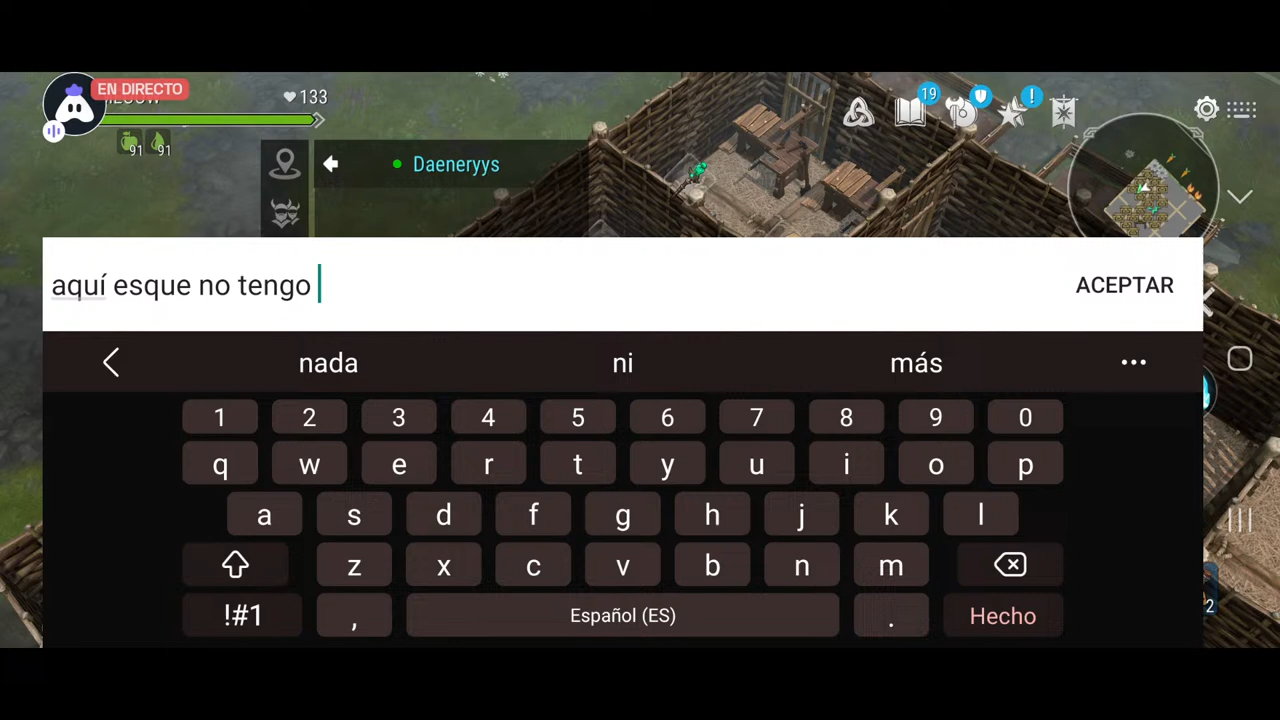 EN DIRECTO
133
91
91
19
!
Daeneryys
aquí esque no tengo
ACEPTAR
nada
ni
más
1 2 3 4 5 6 7 8 9 0
q w e r t y u i o p
a s d f g h j k l
z x c v b n m
!#1 , Español (ES) . Hecho
2